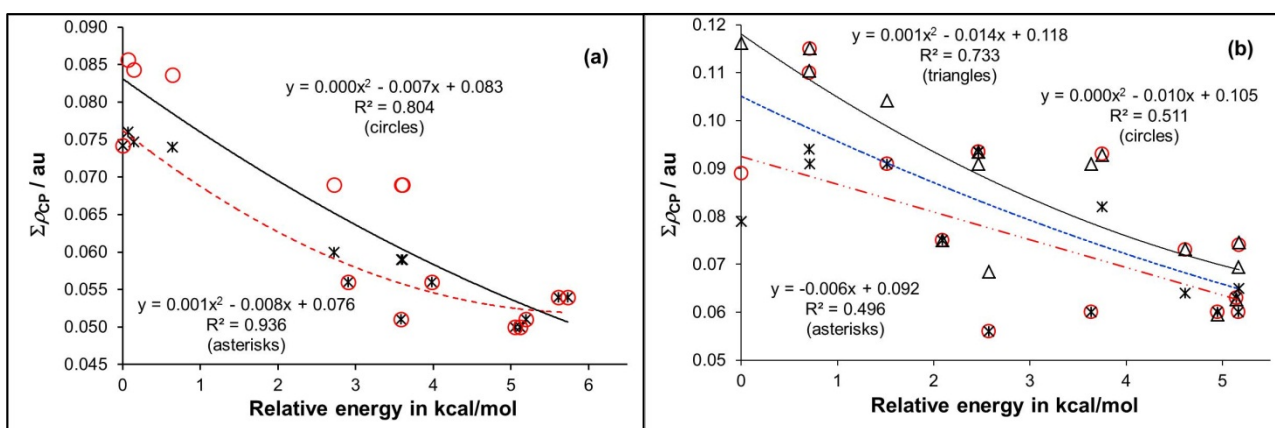 (a)
y = 0.000x² - 0.007x + 0.083
R² = 0.804
(circles)
y = 0.001x² - 0.008x + 0.076
R² = 0.936
(asterisks)
0.090
0.085
0.080
0.075
0.070
0.065
0.060
0.055
0.050
0.045
ΣρCP / au
0 1 2 3 4 5 6
Relative energy in kcal/mol
(b)
y = 0.001x² - 0.014x + 0.118
R² = 0.733
(triangles)
y = 0.000x² - 0.010x + 0.105
R² = 0.511
(circles)
y = -0.006x + 0.092
R² = 0.496
(asterisks)
0.12
0.11
0.10
0.09
0.08
0.07
0.06
0.05
ΣρCP / au
0 1 2 3 4 5
Relative energy in kcal/mol